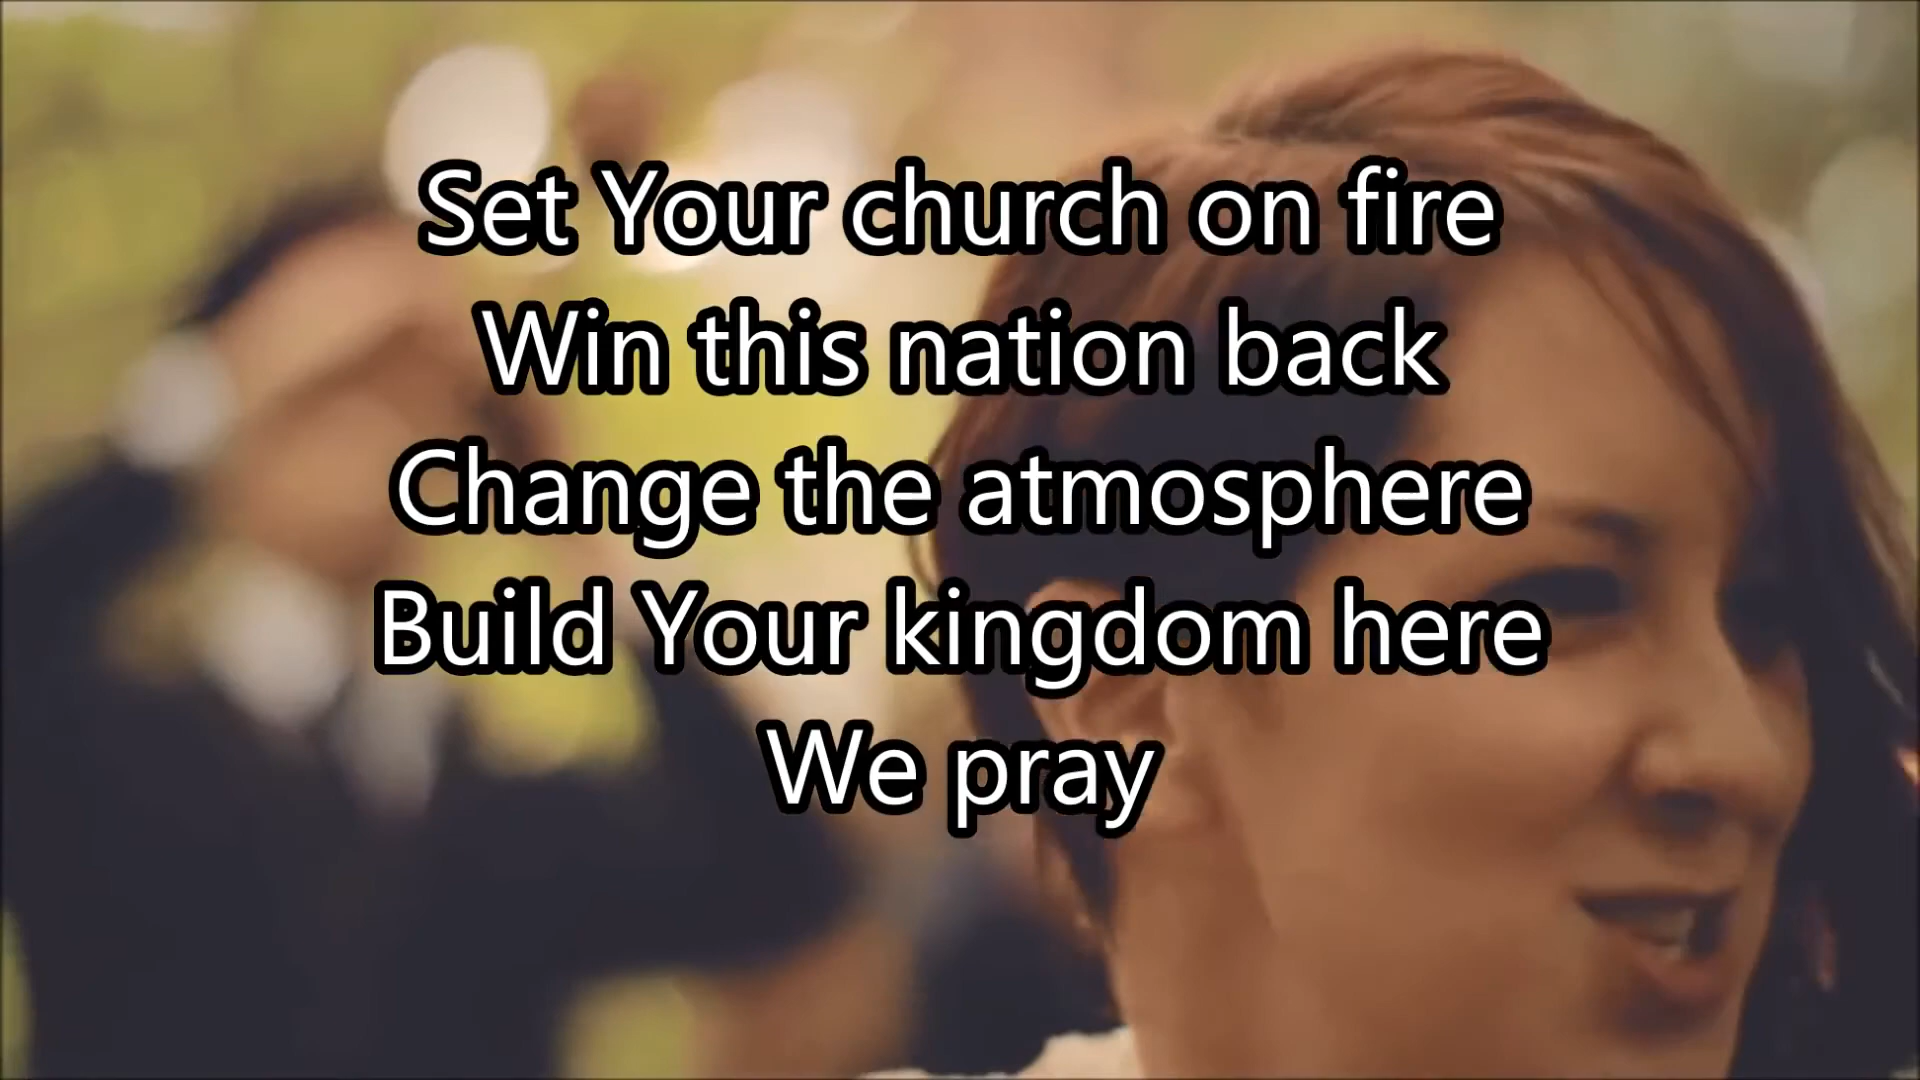 Set Your church on fire
Win this nation back
Change the atmosphere
Build Your kingdom here
We pray